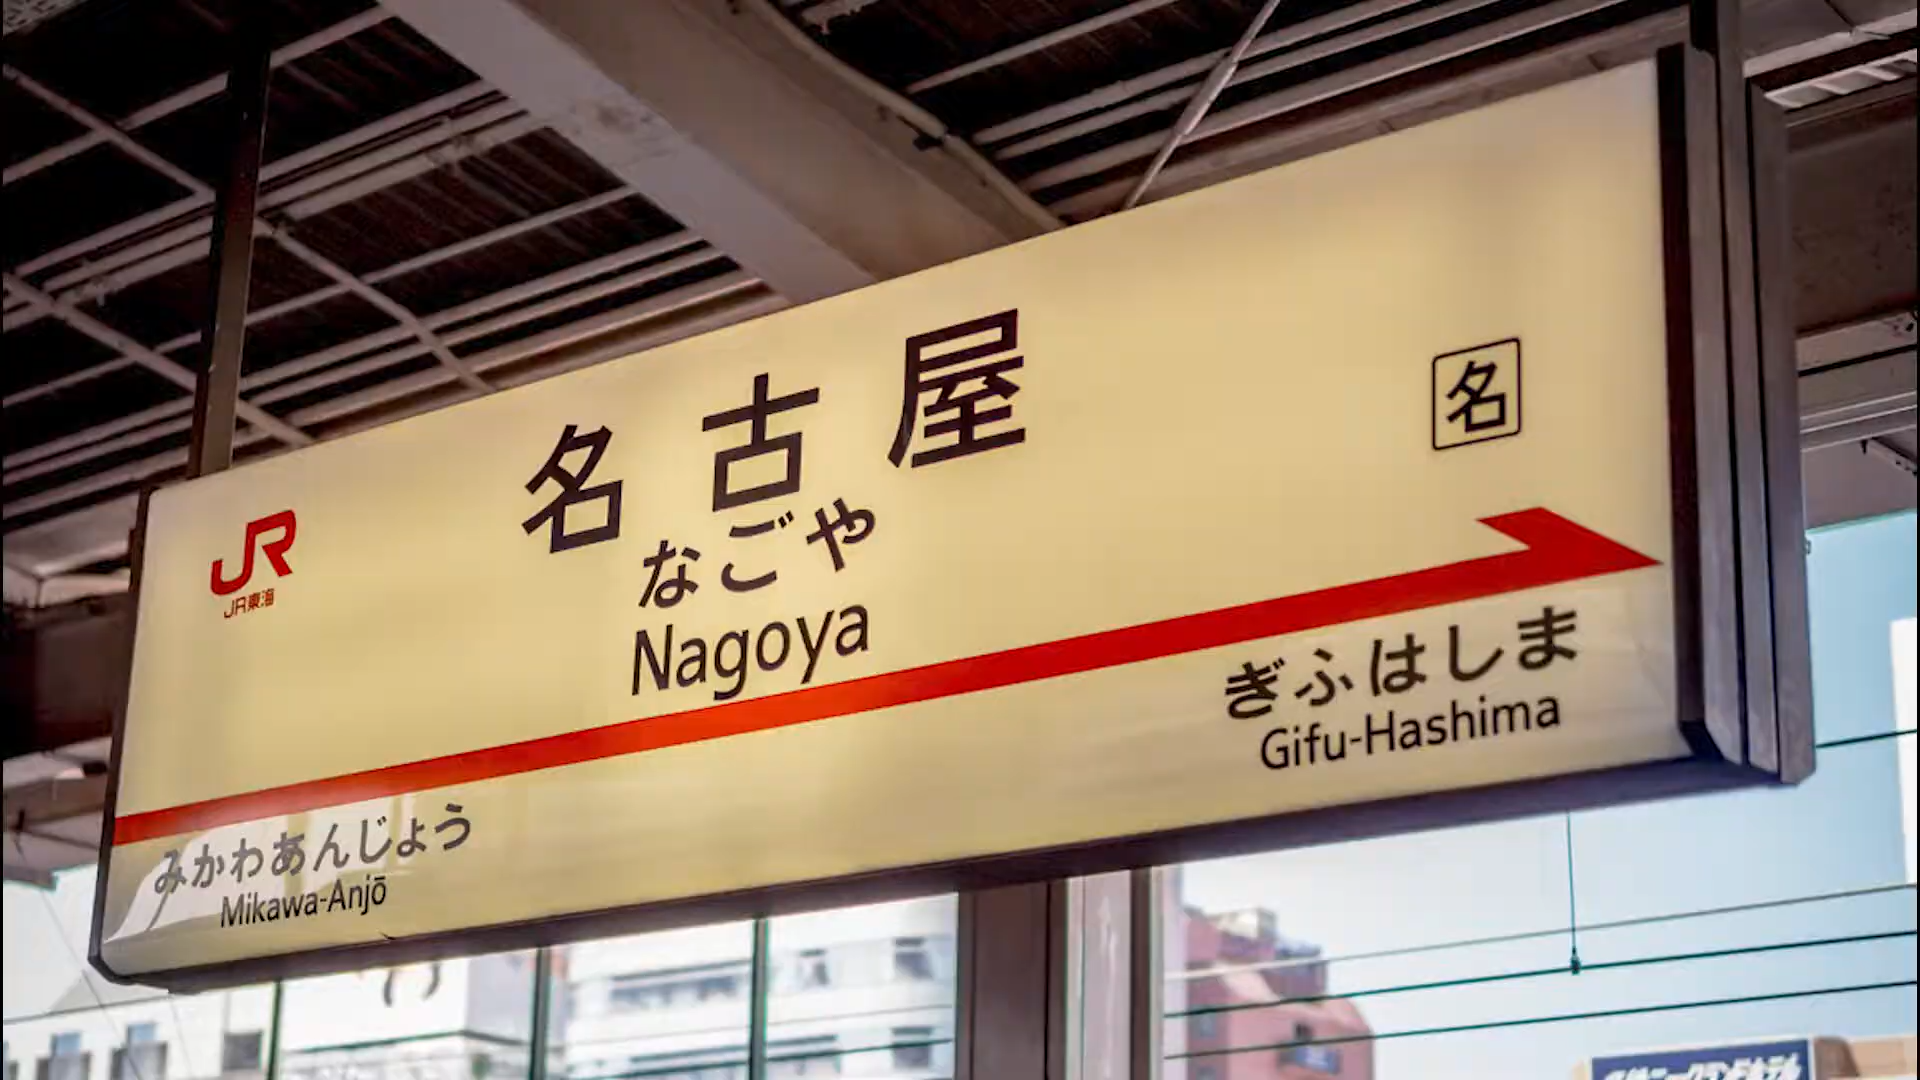 名古屋
名
なごや
Nagoya
JR
JR東海
ぎふはしま
Gifu-Hashima
みかわあんじょう
Mikawa-Anjō